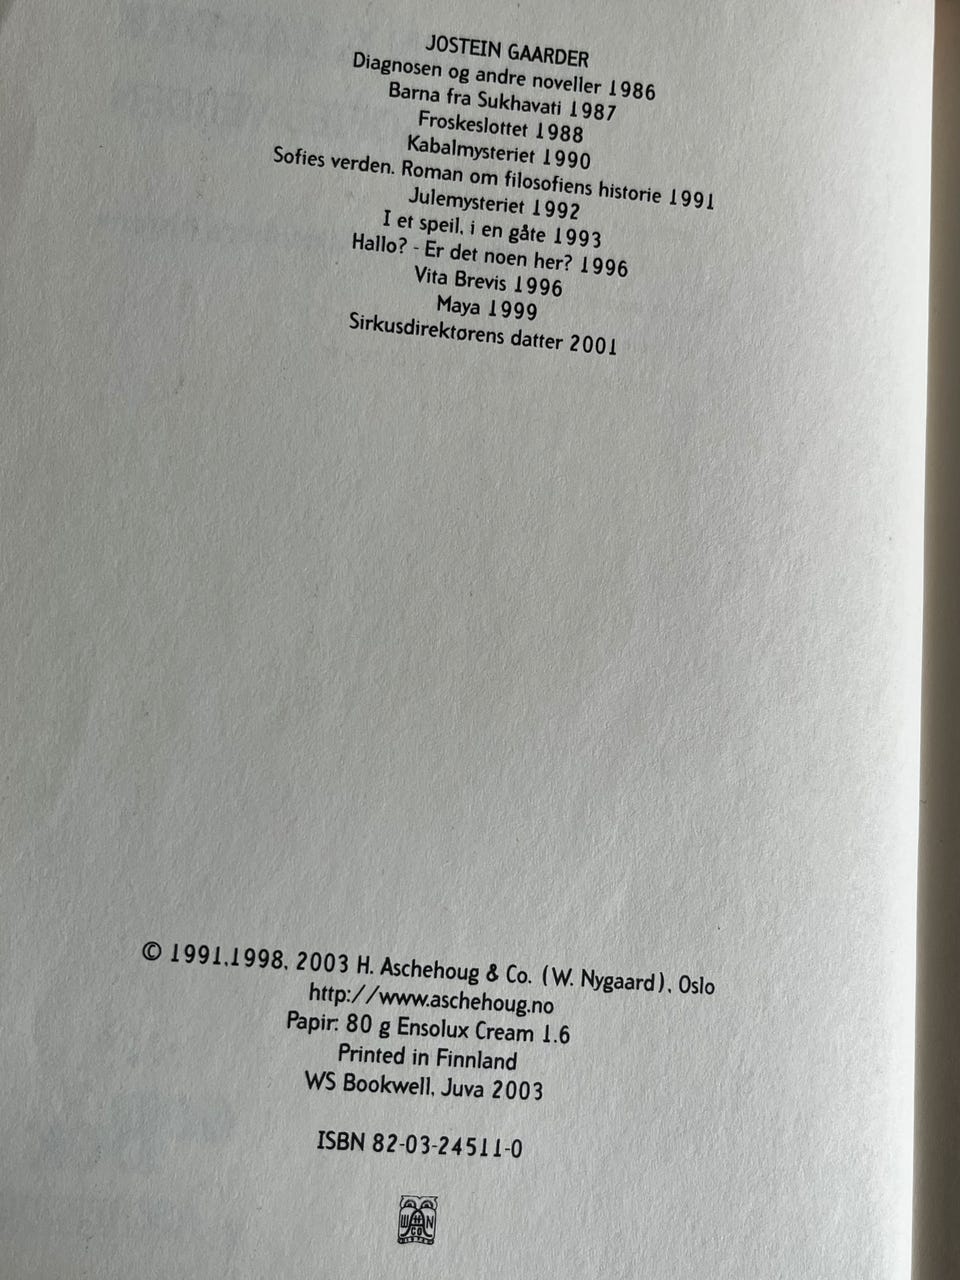 JOSTEIN GAARDER
Diagnosen og andre noveller 1986
Barna fra Sukhavati 1987
Froskeslottet 1988
Kabalmysteriet 1990
Sofies verden. Roman om filosofiens historie 1991
Julemysteriet 1992
I et speil, i en gåte 1993
Hallo? - Er det noen her? 1996
Vita Brevis 1996
Maya 1999
Sirkusdirektørens datter 2001
© 1991,1998, 2003 H. Aschehoug & Co. (W. Nygaard), Oslo
http://www.aschehoug.no
Papir: 80 g Ensolux Cream 1.6
Printed in Finnland
WS Bookwell, Juva 2003
ISBN 82-03-24511-0